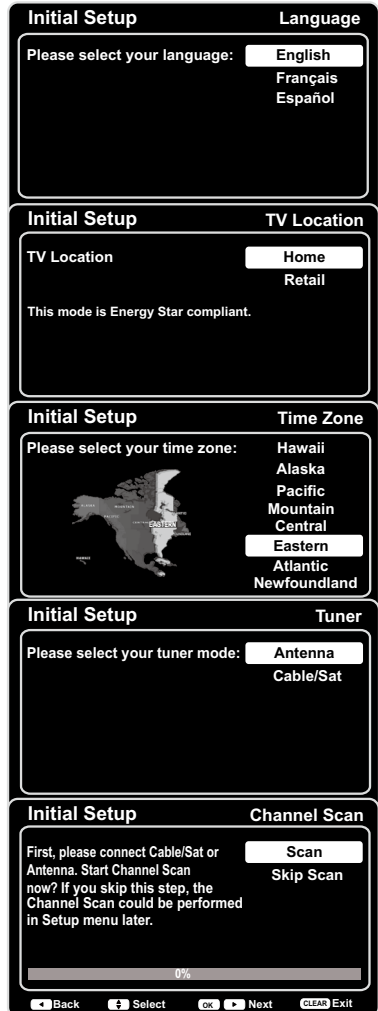 Initial Setup Language
Please select your language: English
Français
Español
Initial Setup TV Location
TV Location Home
Retail
This mode is Energy Star compliant.
Initial Setup Time Zone
Please select your time zone: Hawaii
Alaska
Pacific
Mountain
Central
EASTERN
Eastern
Atlantic
Newfoundland
Initial Setup Tuner
Please select your tuner mode: Antenna
Cable/Sat
Initial Setup Channel Scan
First, please connect Cable/Sat or Scan
Antenna. Start Channel Scan Skip Scan
now? If you skip this step, the
Channel Scan could be performed
in Setup menu later.
0%
Back Select OK Next CLEAR Exit